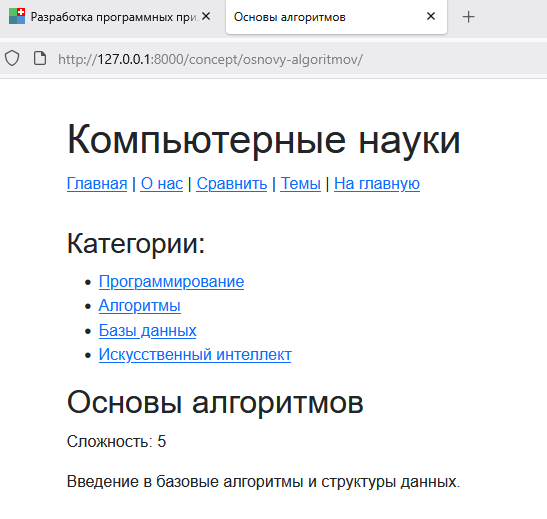 Разработка программных при
Основы алгоритмов
http://127.0.0.1:8000/concept/osnovy-algoritmov/
Компьютерные науки
Главная | О нас | Сравнить | Темы | На главную
Категории:
Программирование
Алгоритмы
Базы данных
Искусственный интеллект
Основы алгоритмов
Сложность: 5
Введение в базовые алгоритмы и структуры данных.